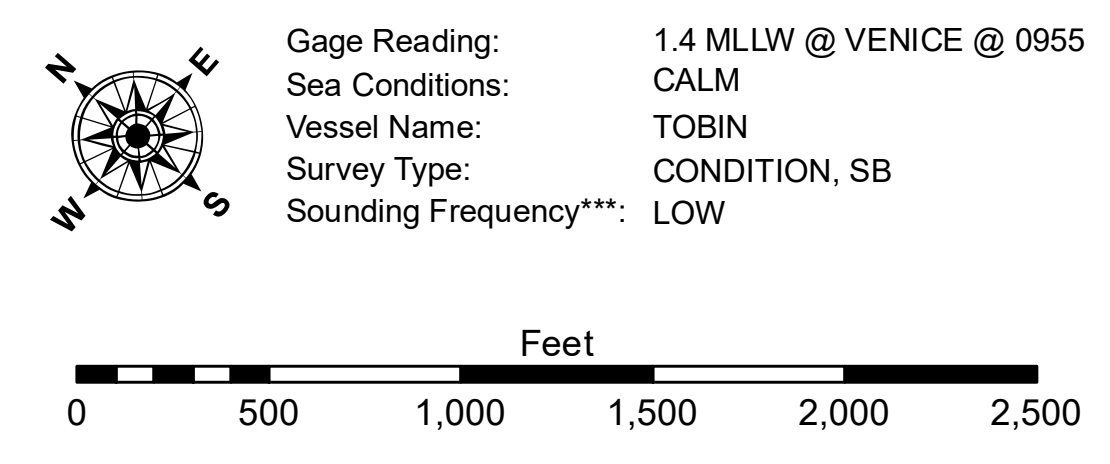 N E
W S
Gage Reading: 1.4 MLLW @ VENICE @ 0955
Sea Conditions: CALM
Vessel Name: TOBIN
Survey Type: CONDITION, SB
Sounding Frequency***: LOW
Feet
0 500 1,000 1,500 2,000 2,500